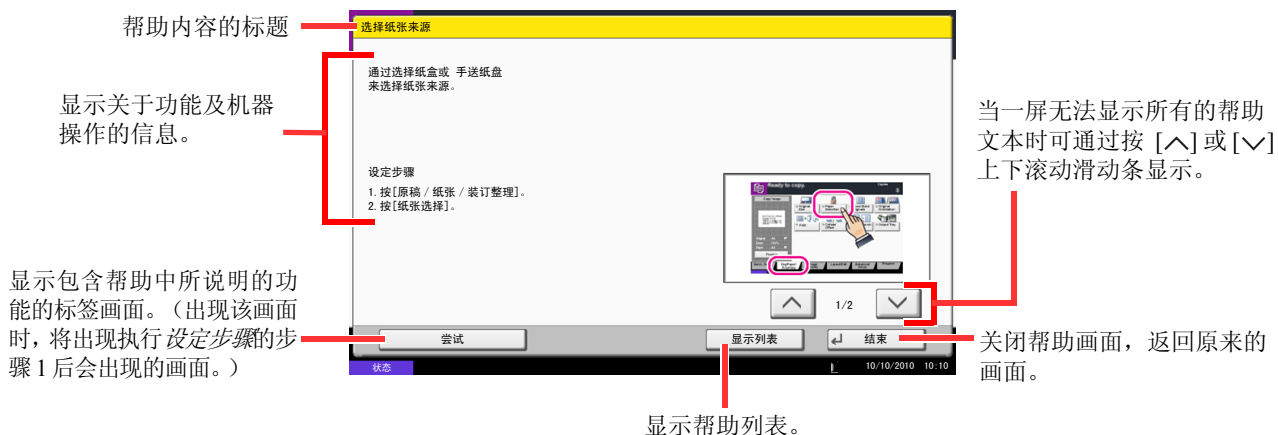 帮助内容的标题
选择纸张来源
通过选择纸盒或 手送纸盘
来选择纸张来源。
显示关于功能及机器
操作的信息。
当一屏无法显示所有的帮助
文本时可通过按 [∧] 或 [∨]
上下滚动滑动条显示。
设定步骤
1. 按[原稿 / 纸张 / 装订整理]。
2. 按[纸张选择]。
Ready to copy.
显示包含帮助中所说明的功
能的标签画面。（出现该画面
时，将出现执行设定步骤的步
骤 1 后会出现的画面。）
1/2
尝试
显示列表
结束
关闭帮助画面，返回原来的
画面。
状态
10/10/2010 10:10
显示帮助列表。